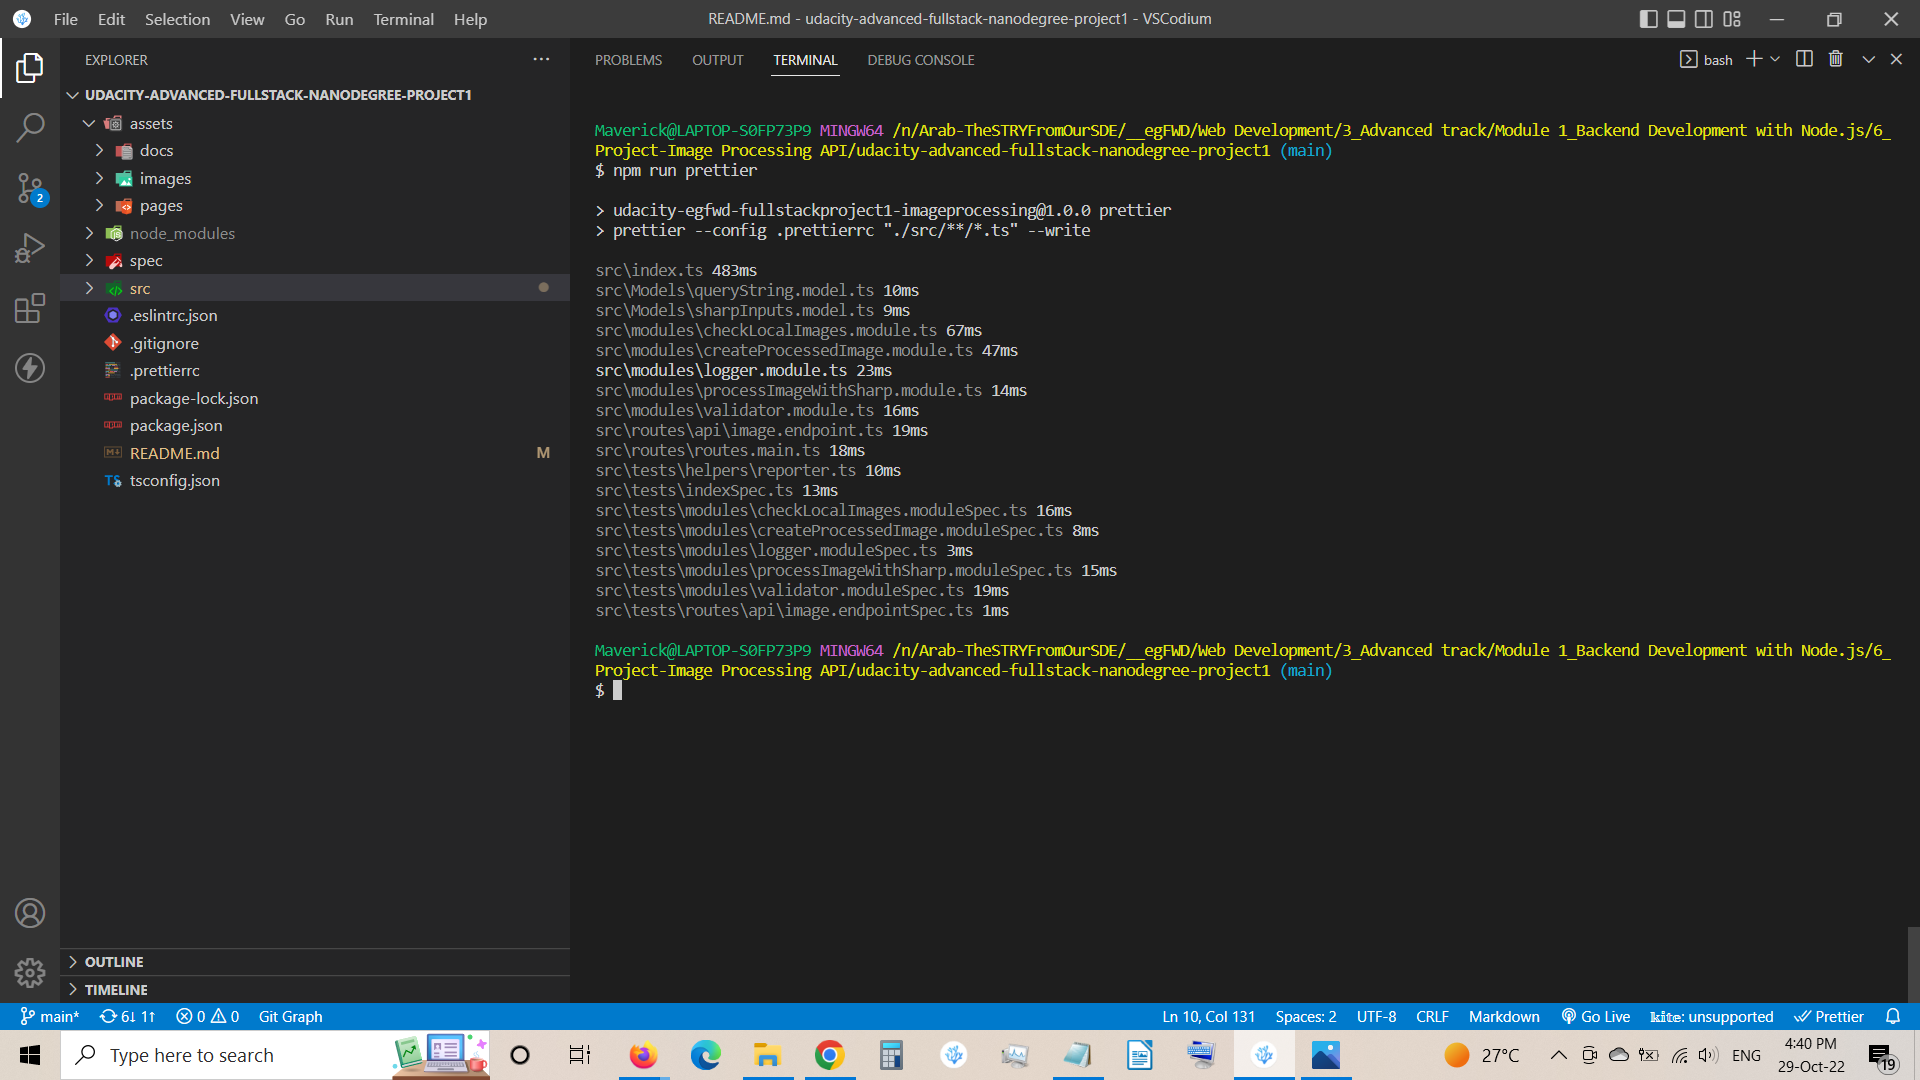 File Edit Selection View Go Run Terminal Help
README.md - udacity-advanced-fullstack-nanodegree-project1 - VSCodium
EXPLORER
UDACITY-ADVANCED-FULLSTACK-NANODEGREE-PROJECT1
assets
docs
images
pages
node_modules
spec
src
.eslintrc.json
.gitignore
.prettierrc
package-lock.json
package.json
README.md M
TS tsconfig.json
OUTLINE
TIMELINE
2
PROBLEMS OUTPUT TERMINAL DEBUG CONSOLE
bash
Maverick@LAPTOP-S0FP73P9 MINGW64 /n/Arab-TheSTRYFromOurSDE/__egFWD/Web Development/3_Advanced track/Module 1_Backend Development with Node.js/6_
Project-Image Processing API/udacity-advanced-fullstack-nanodegree-project1 (main)
$ npm run prettier
> udacity-egfwd-fullstackproject1-imageprocessing@1.0.0 prettier
> prettier --config .prettierrc "./src/**/*.ts" --write
src\index.ts 483ms
src\Models\queryString.model.ts 10ms
src\Models\sharpInputs.model.ts 9ms
src\modules\checkLocalImages.module.ts 67ms
src\modules\createProcessedImage.module.ts 47ms
src\modules\logger.module.ts 23ms
src\modules\processImageWithSharp.module.ts 14ms
src\modules\validator.module.ts 16ms
src\routes\api\image.endpoint.ts 19ms
src\routes\routes.main.ts 18ms
src\tests\helpers\reporter.ts 10ms
src\tests\indexSpec.ts 13ms
src\tests\modules\checkLocalImages.moduleSpec.ts 16ms
src\tests\modules\createProcessedImage.moduleSpec.ts 8ms
src\tests\modules\logger.moduleSpec.ts 3ms
src\tests\modules\processImageWithSharp.moduleSpec.ts 15ms
src\tests\modules\validator.moduleSpec.ts 19ms
src\tests\routes\api\image.endpointSpec.ts 1ms
Maverick@LAPTOP-S0FP73P9 MINGW64 /n/Arab-TheSTRYFromOurSDE/__egFWD/Web Development/3_Advanced track/Module 1_Backend Development with Node.js/6_
Project-Image Processing API/udacity-advanced-fullstack-nanodegree-project1 (main)
$
main* 6↓ 1↑ 0 0 Git Graph
Ln 10, Col 131 Spaces: 2 UTF-8 CRLF Markdown Go Live kite: unsupported Prettier
Type here to search
27°C
ENG
4:40 PM
29-Oct-22
19